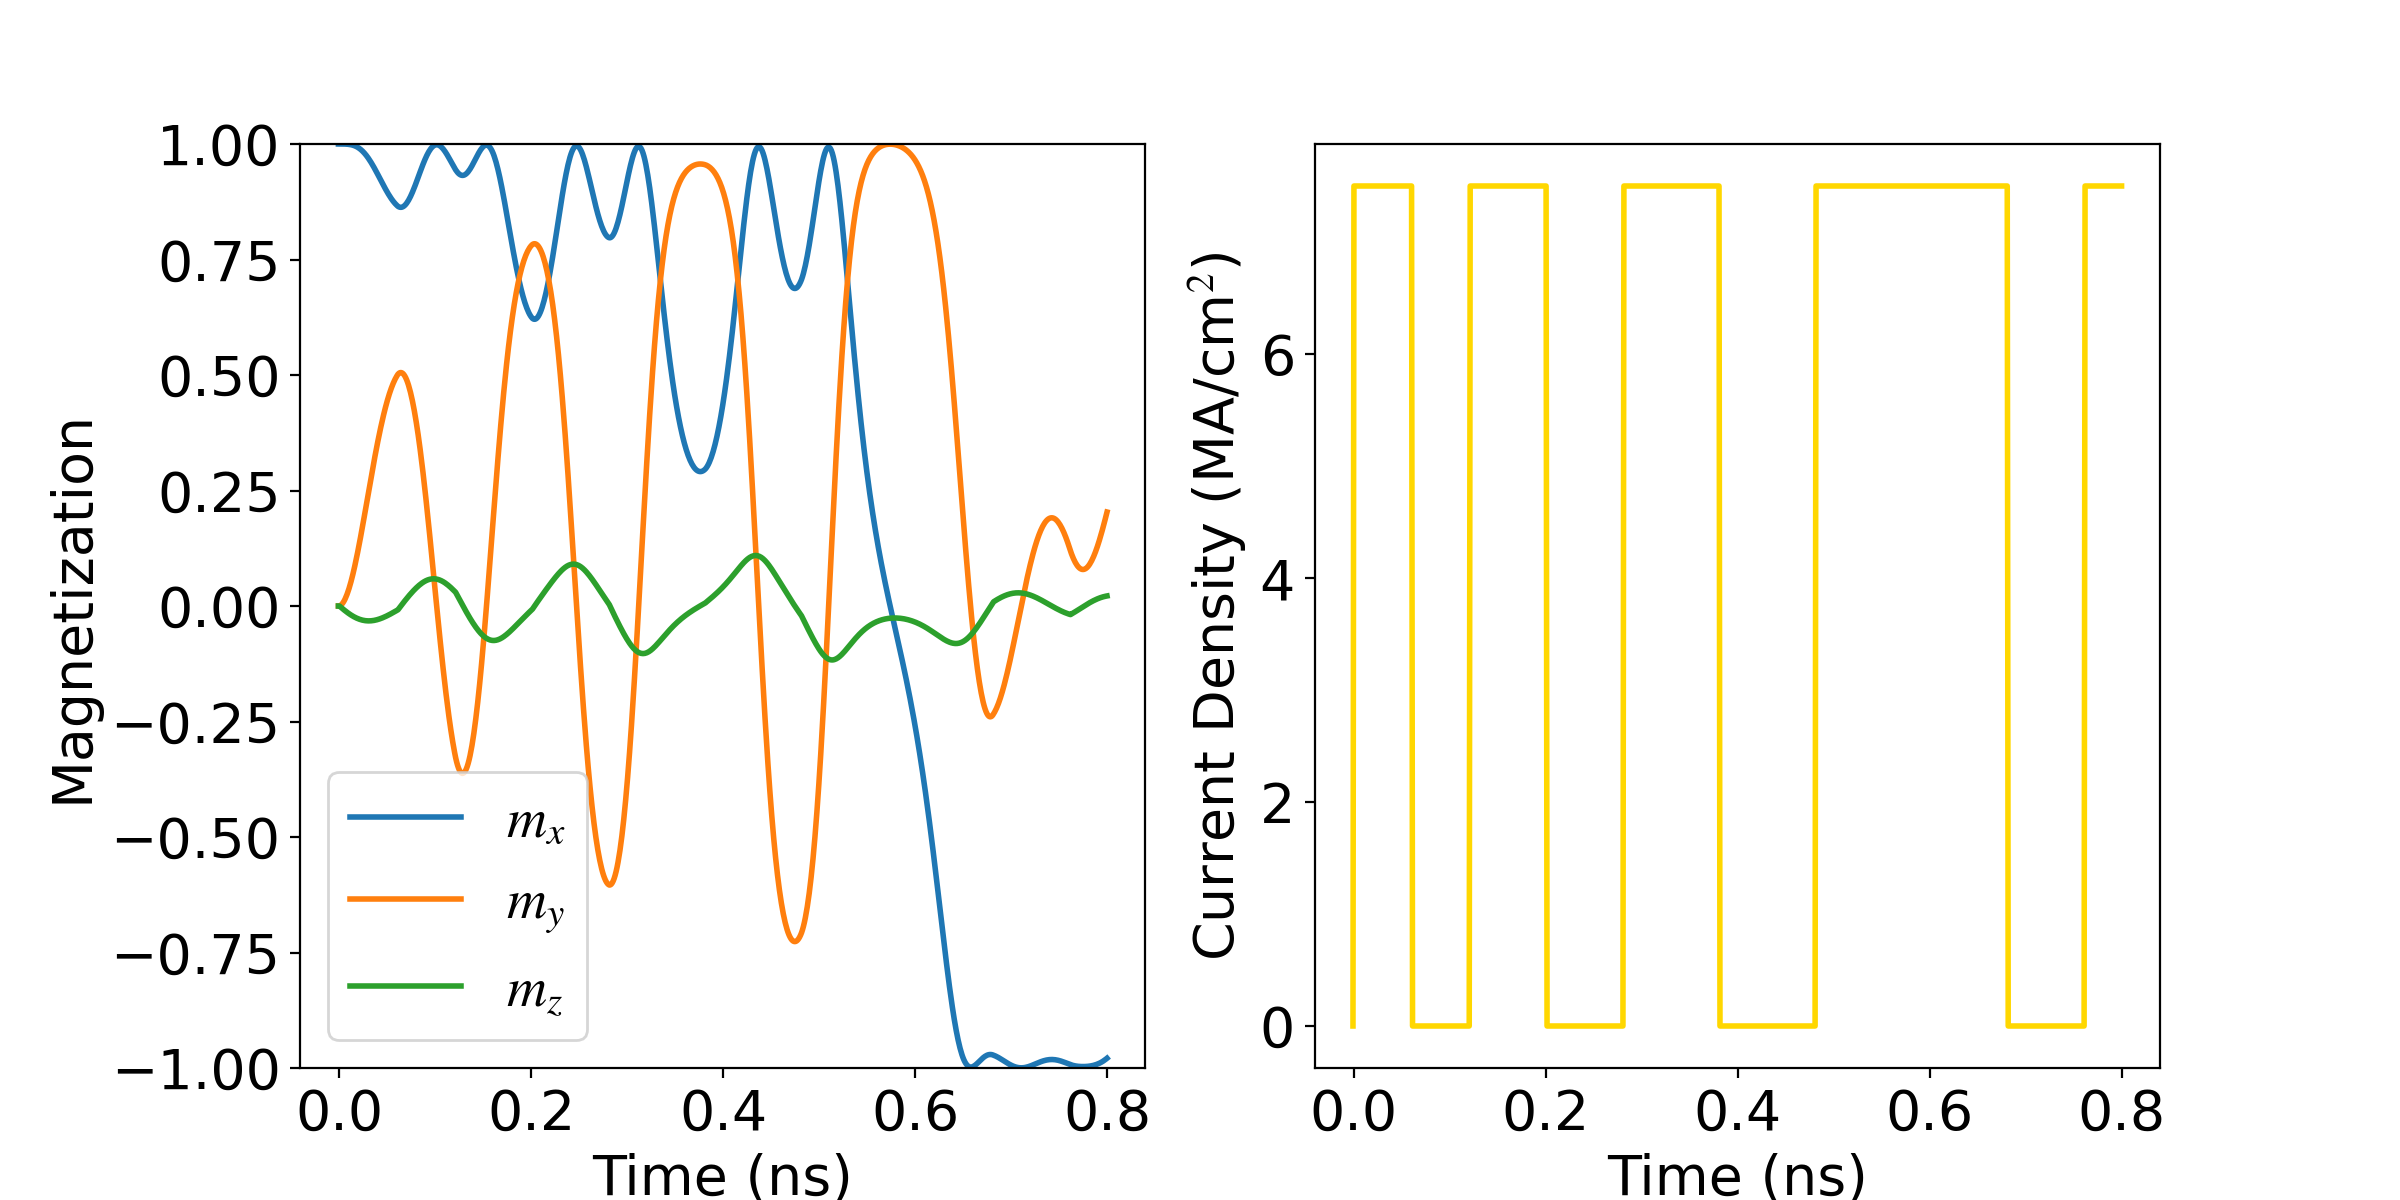 Magnetization
1.00
0.75
0.50
0.25
0.00
−0.25
−0.50
−0.75
−1.00
m_x
m_y
m_z
0.0 0.2 0.4 0.6 0.8
Time (ns)
Current Density (MA/cm²)
6
4
2
0
0.0 0.2 0.4 0.6 0.8
Time (ns)